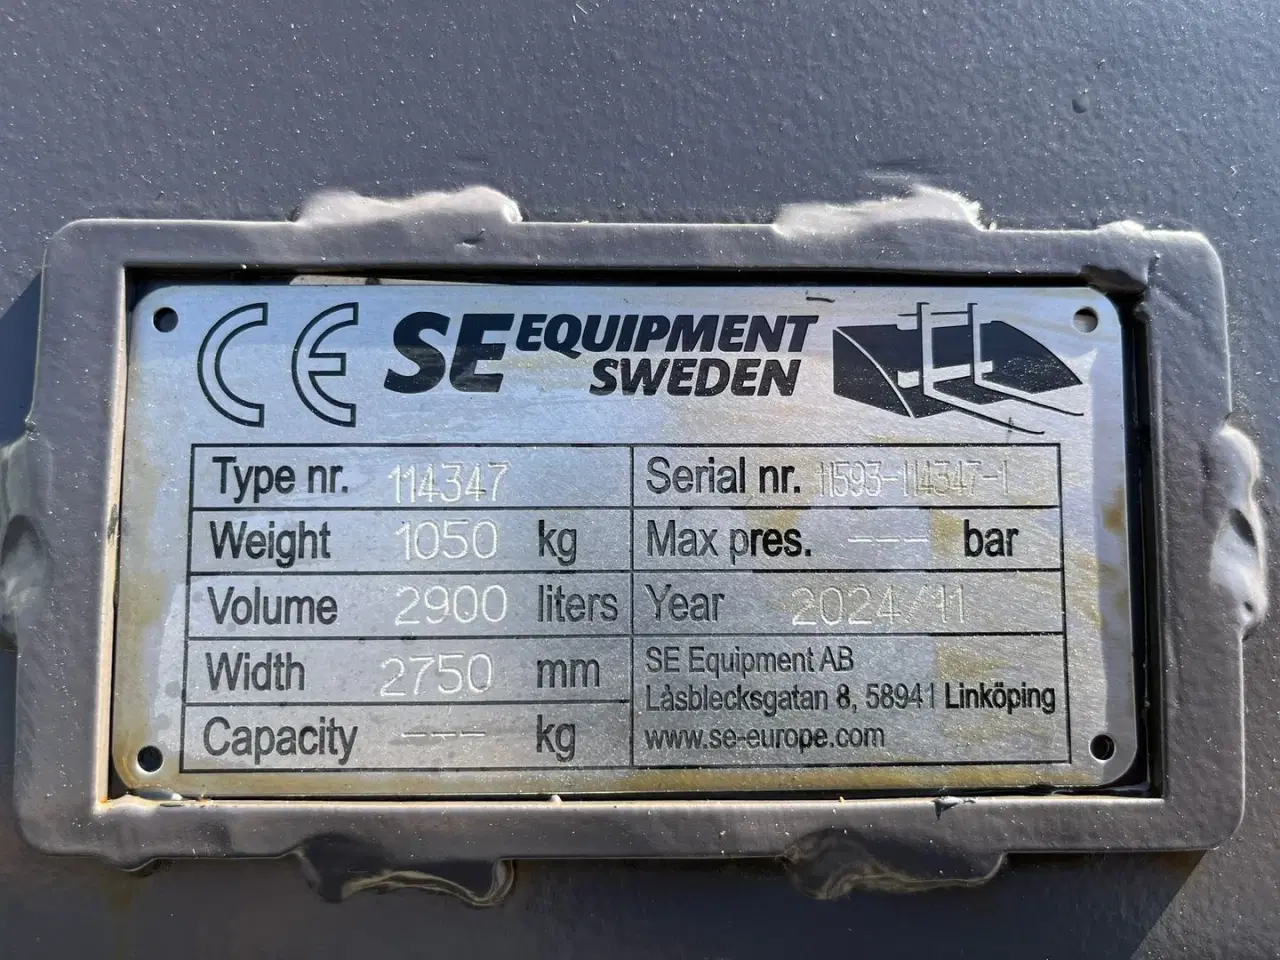 CE SE EQUIPMENT
SWEDEN
Type nr. 114347 Serial nr. 11593-114347-1
Weight 1050 kg Max pres. --- bar
Volume 2900 liters Year 2024/11
Width 2750 mm SE Equipment AB
Låsblecksgatan 8, 58941 Linköping
Capacity --- kg www.se-europe.com